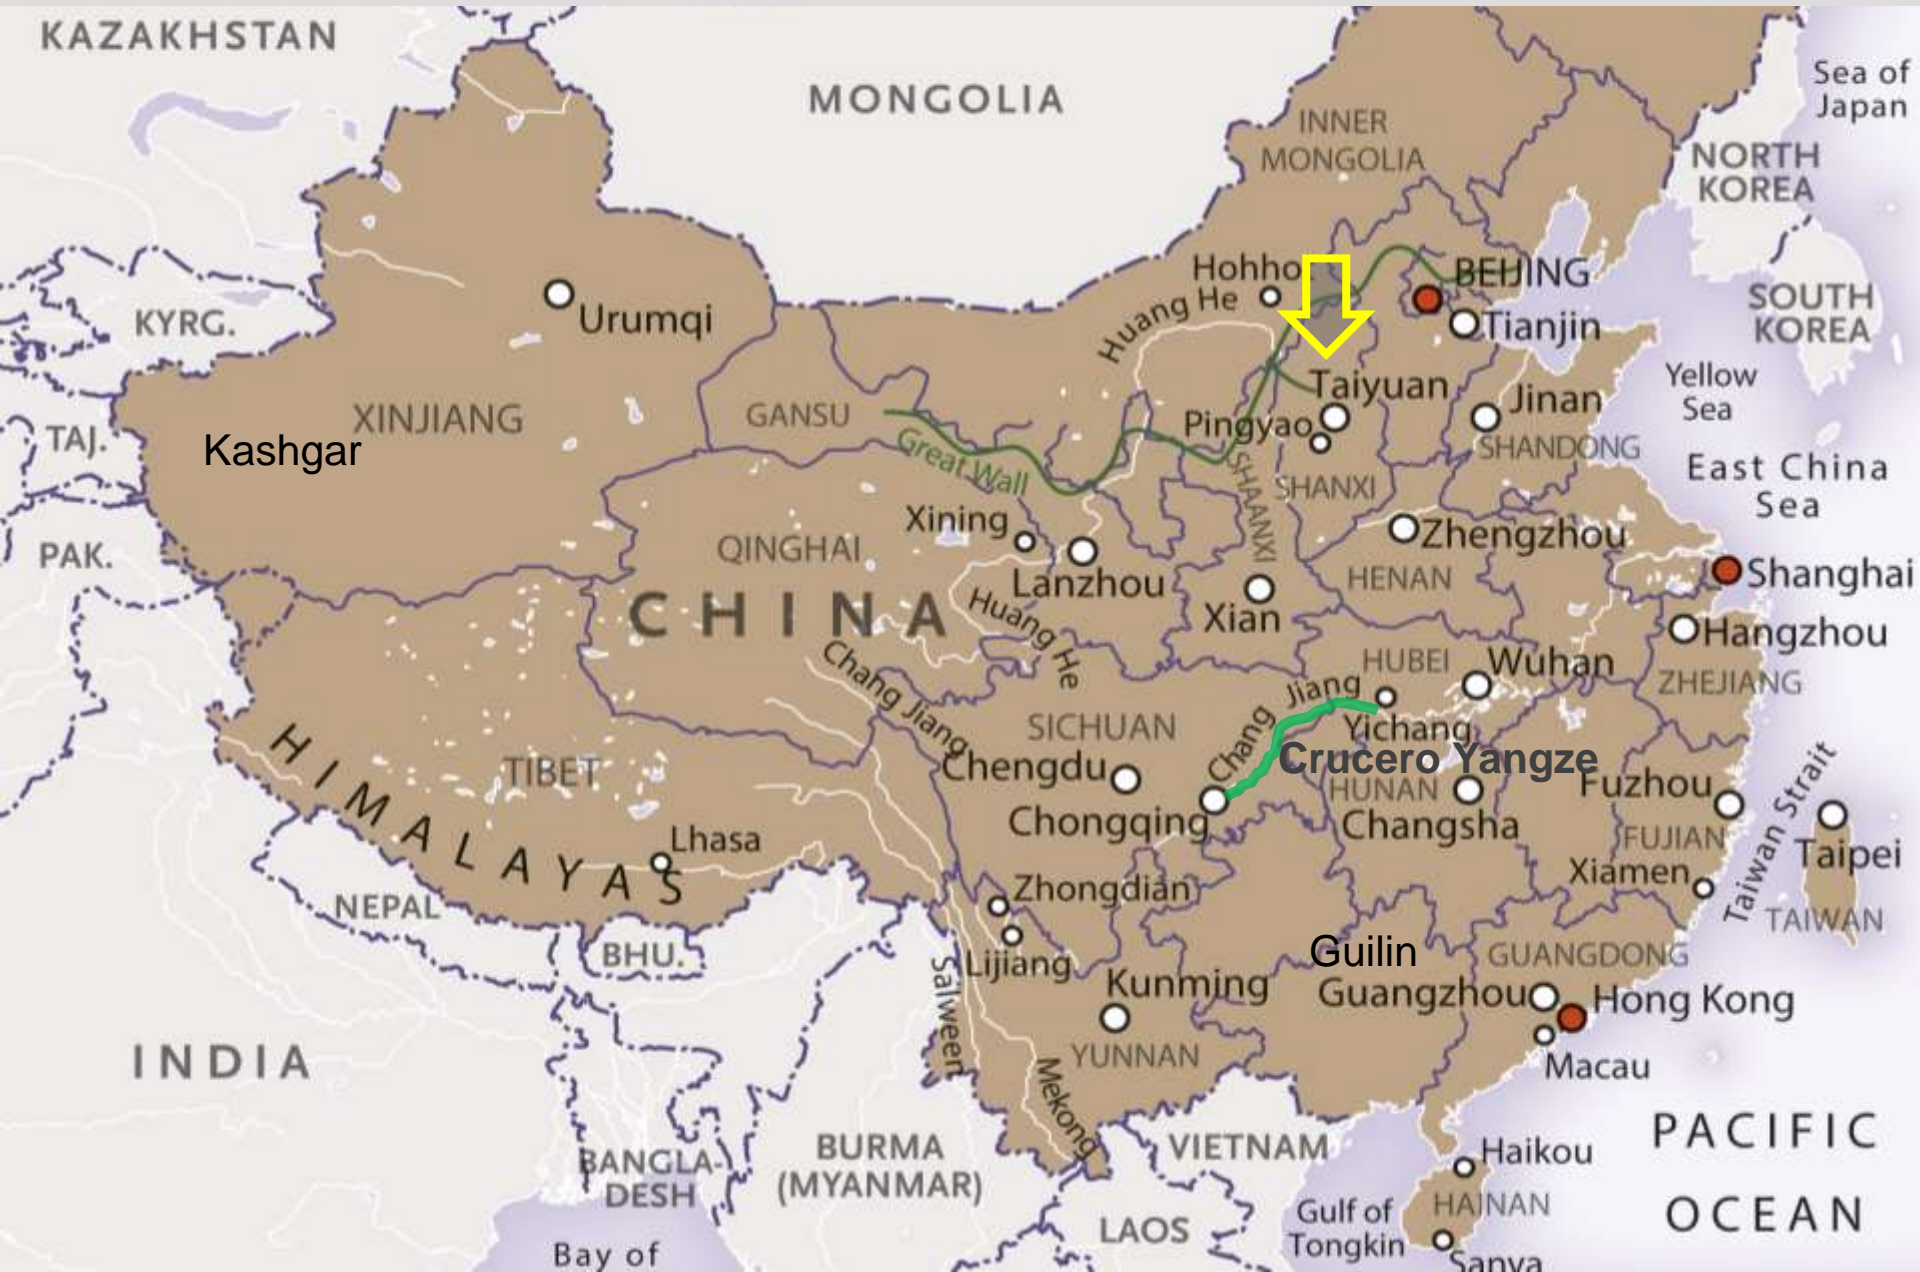 KAZAKHSTAN
MONGOLIA
Sea of
Japan
INNER
MONGOLIA
NORTH
KOREA
Hohho
BEIJING
Huang He
SOUTH
KOREA
Urumqi
KYRG.
Tianjin
Yellow
Sea
Taiyuan
Jinan
XINJIANG
GANSU
Pingyao
TAJ.
Kashgar
Great Wall
SHANDONG
East China
Sea
SHAANXI
SHANXI
Xining
QINGHAI
Zhengzhou
PAK.
Lanzhou
HENAN
Shanghai
CHINA
Huang He
Xian
Hangzhou
Chang Jiang
HUBEI
Wuhan
ZHEJIANG
Chang Jiang
SICHUAN
Yichang
HIMALAYAS
TIBET
Chengdu
Crucero Yangze
HUNAN
Fuzhou
Taiwan Strait
Chongqing
Changsha
Lhasa
FUJIAN
Taipei
Xiamen
Zhongdian
NEPAL
TAIWAN
BHU.
Lijiang
Guilin
GUANGDONG
Salween
Kunming
Guangzhou
Hong Kong
INDIA
YUNNAN
Macau
Mekong
PACIFIC
OCEAN
BURMA
(MYANMAR)
VIETNAM
Haikou
BANGLA-
DESH
HAINAN
Gulf of
Tongkin
LAOS
Bay of
Sanya